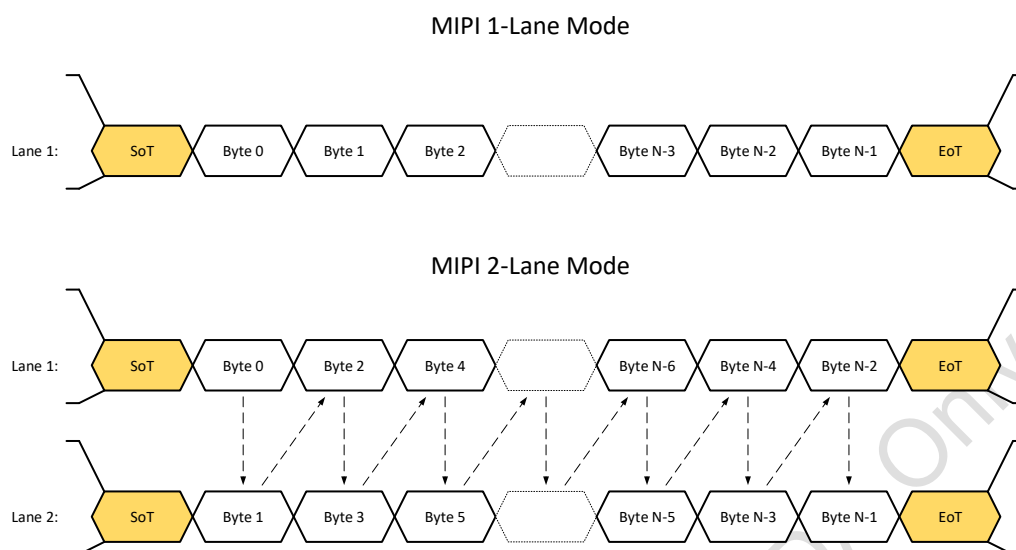 MIPI 1-Lane Mode
Lane 1: SoT Byte 0 Byte 1 Byte 2 Byte N-3 Byte N-2 Byte N-1 EoT
MIPI 2-Lane Mode
Lane 1: SoT Byte 0 Byte 2 Byte 4 Byte N-6 Byte N-4 Byte N-2 EoT
Lane 2: SoT Byte 1 Byte 3 Byte 5 Byte N-5 Byte N-3 Byte N-1 EoT
Only